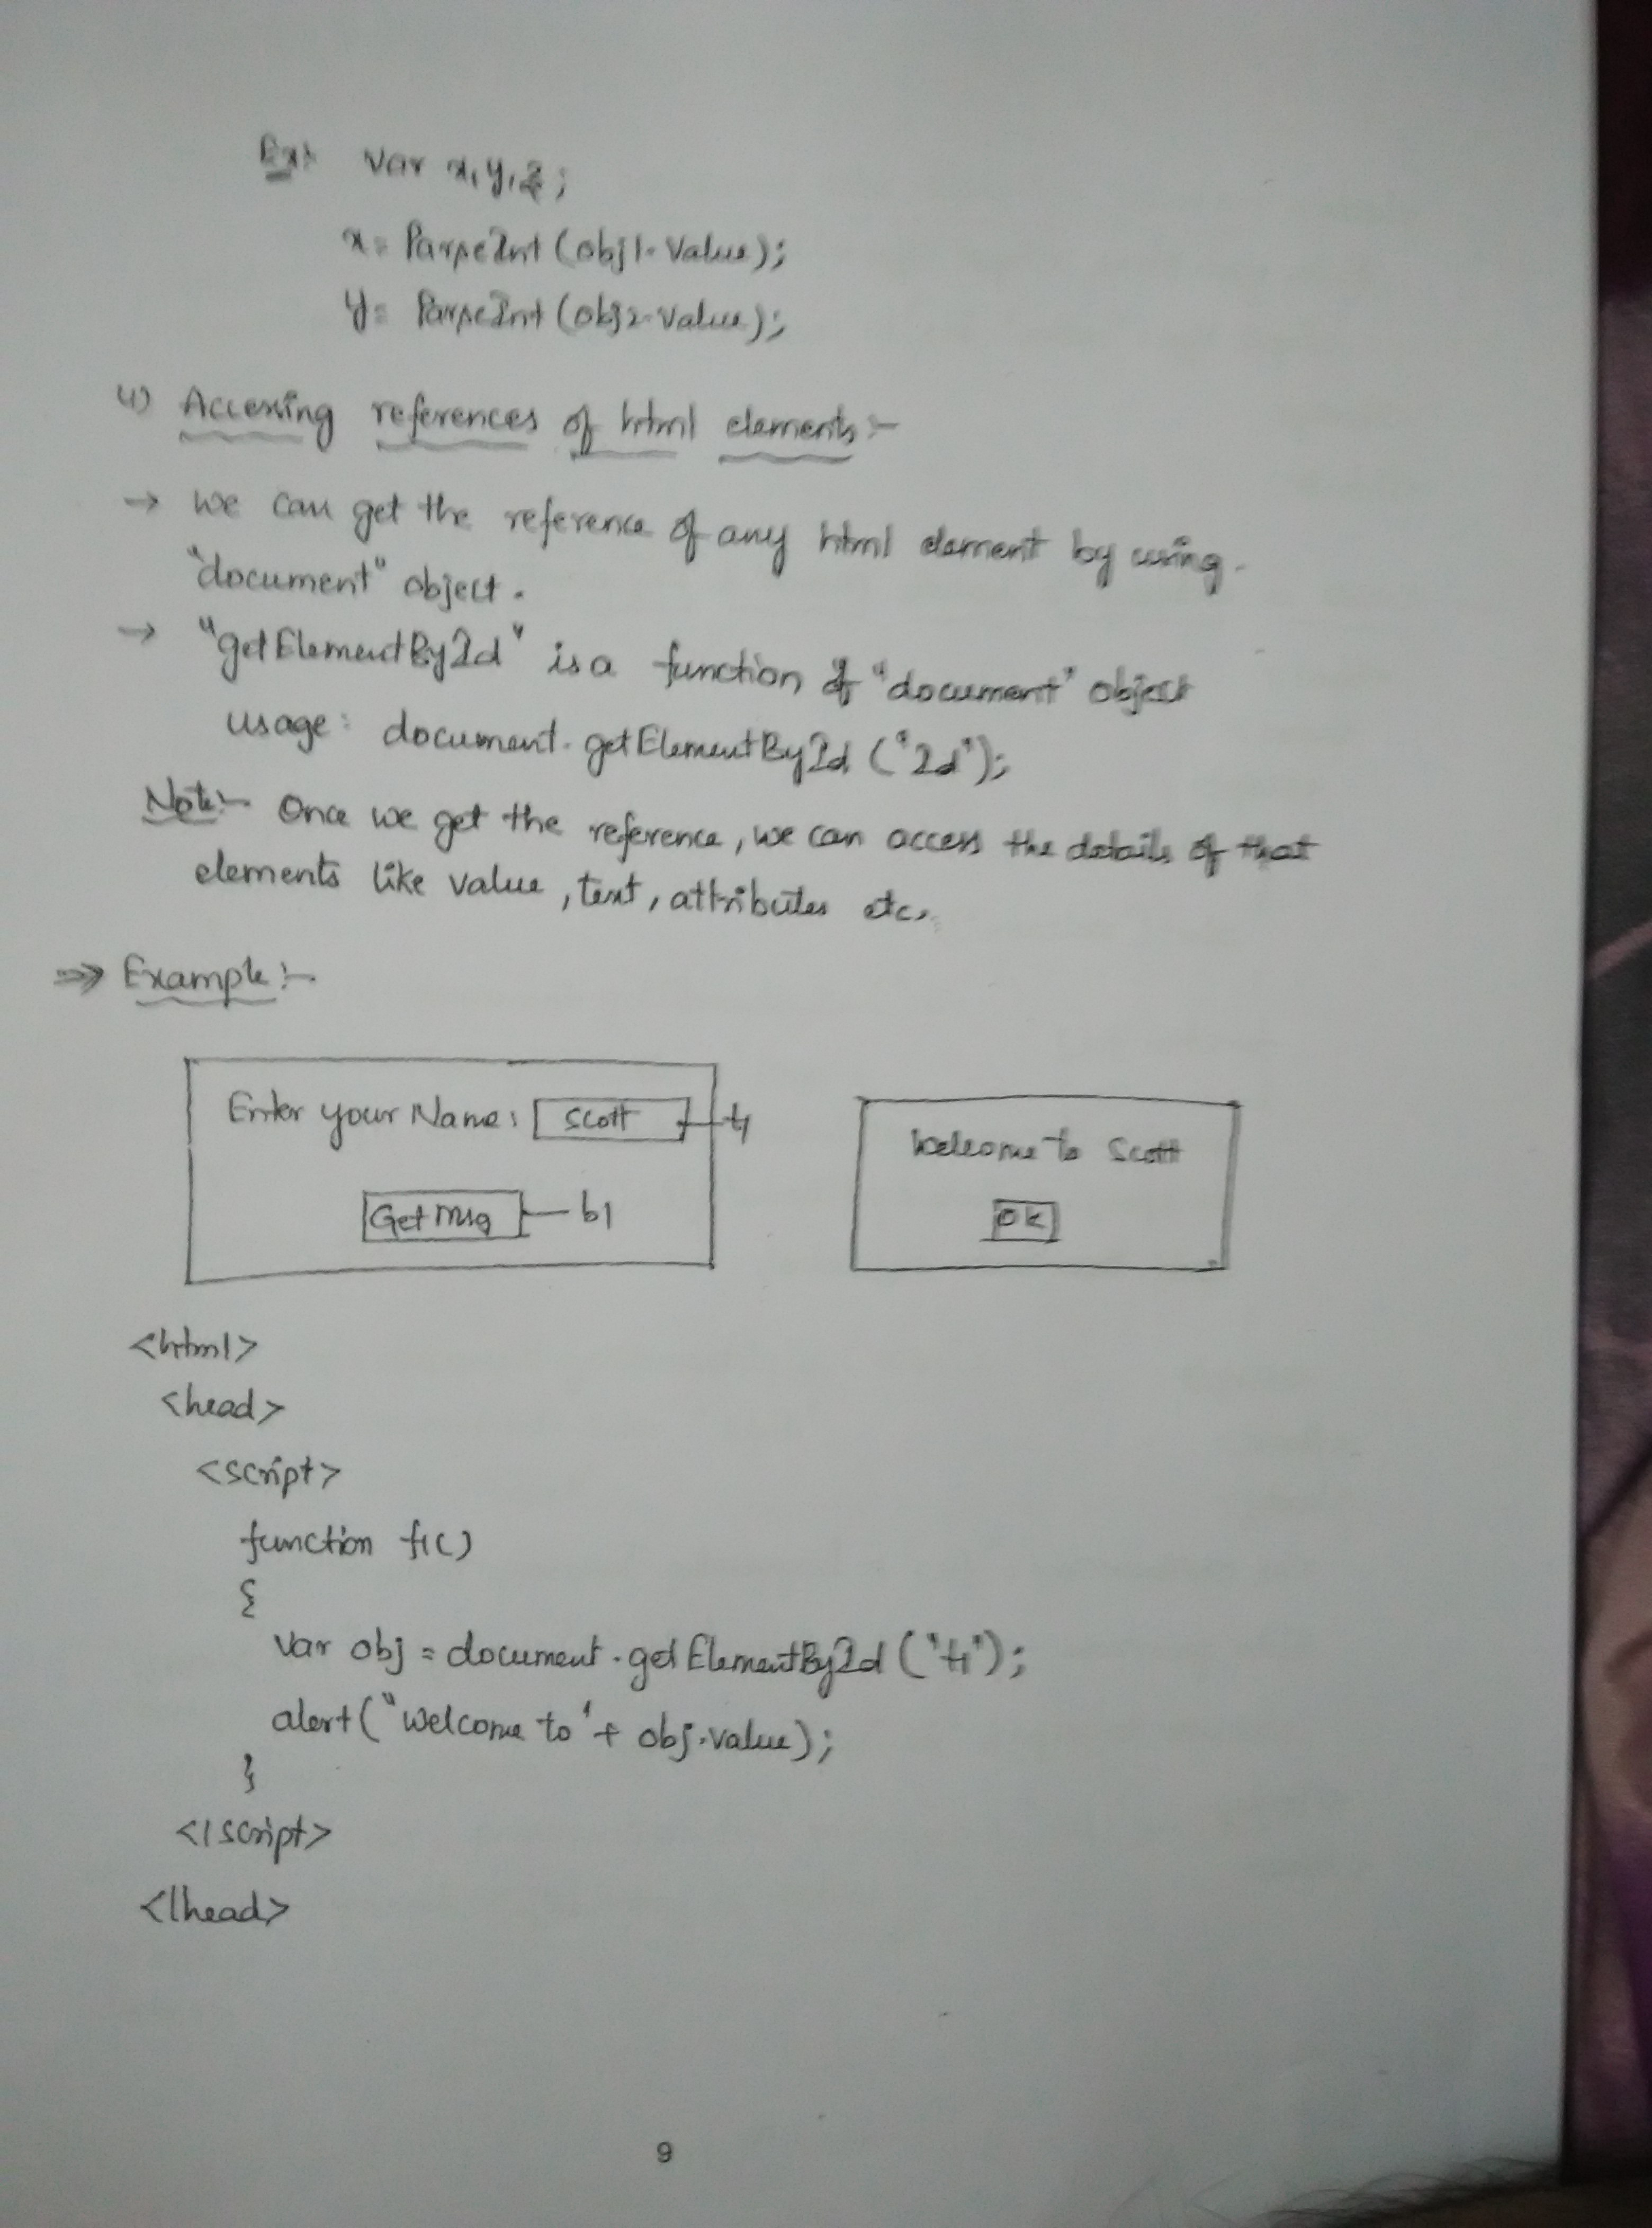 Ex:- Var x, y, z;
x = ParseInt (obj1. Value);
y = ParseInt (obj2. Value);
4) Accessing references of html elements :-
→ we can get the reference of any html element by using
"document" object.
→ "getElementById" is a function of "document" object
usage: document. getElementById ("Id");
Note:- Once we get the reference, we can access the details of that
elements like value, text, attributes etc.
⇒ Example :-
Enter your Name: Scott t1
Get Msg b1
Welcome to Scott
OK
<html>
<head>
<script>
function f1()
{
Var obj = document. getElementById ("t1");
alert ("Welcome to" + obj.value);
}
</script>
</head>
9